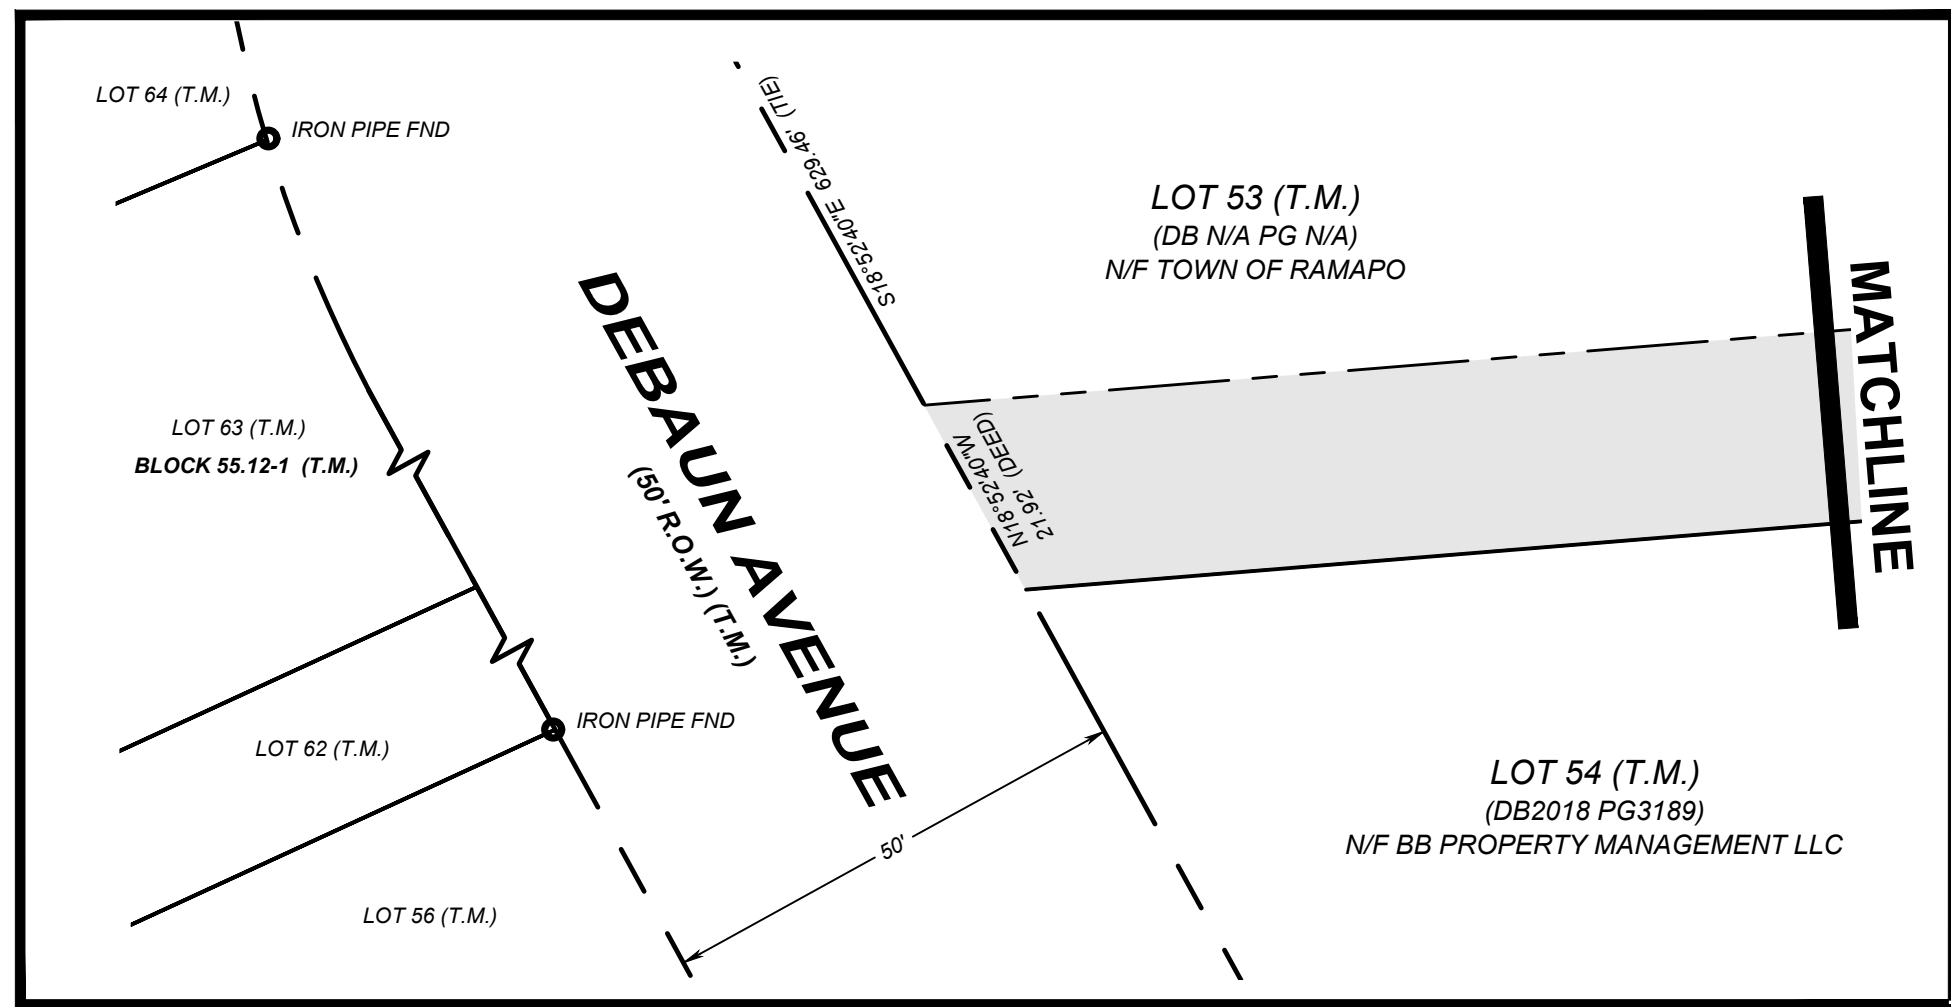 LOT 64 (T.M.)
IRON PIPE FND
S18°52'40"E 629.46' (TIE)
LOT 53 (T.M.)
(DB N/A PG N/A)
N/F TOWN OF RAMAPO
MATCHLINE
DEBAUN AVENUE
(50' R.O.W.) (T.M.)
N18°52'40"W
21.92' (DEED)
LOT 63 (T.M.)
BLOCK 55.12-1 (T.M.)
IRON PIPE FND
LOT 62 (T.M.)
50'
LOT 54 (T.M.)
(DB2018 PG3189)
N/F BB PROPERTY MANAGEMENT LLC
LOT 56 (T.M.)